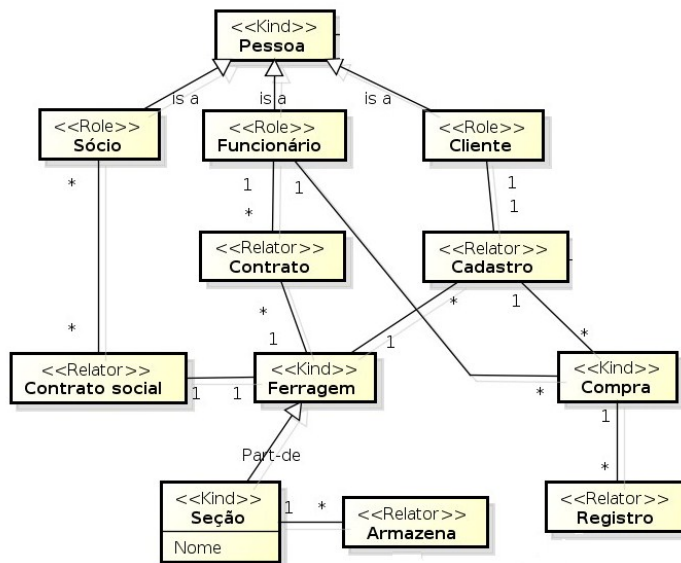 <<Kind>>
Pessoa
is a
is a
is a
<<Role>>
Sócio
<<Role>>
Funcionário
<<Role>>
Cliente
*
1
1
1
*
1
<<Relator>>
Contrato
<<Relator>>
Cadastro
*
*
1
*
1
1
*
<<Relator>>
Contrato social
1
1
<<Kind>>
Ferragem
<<Kind>>
Compra
*
1
Part-de
*
<<Kind>>
Seção
Nome
1
*
<<Relator>>
Armazena
<<Relator>>
Registro